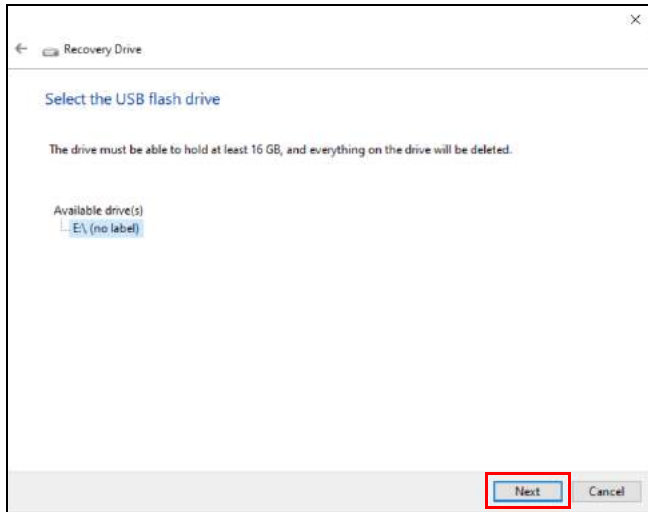 Recovery Drive
Select the USB flash drive
The drive must be able to hold at least 16 GB, and everything on the drive will be deleted.
Available drive(s)
E:\ (no label)
Next Cancel